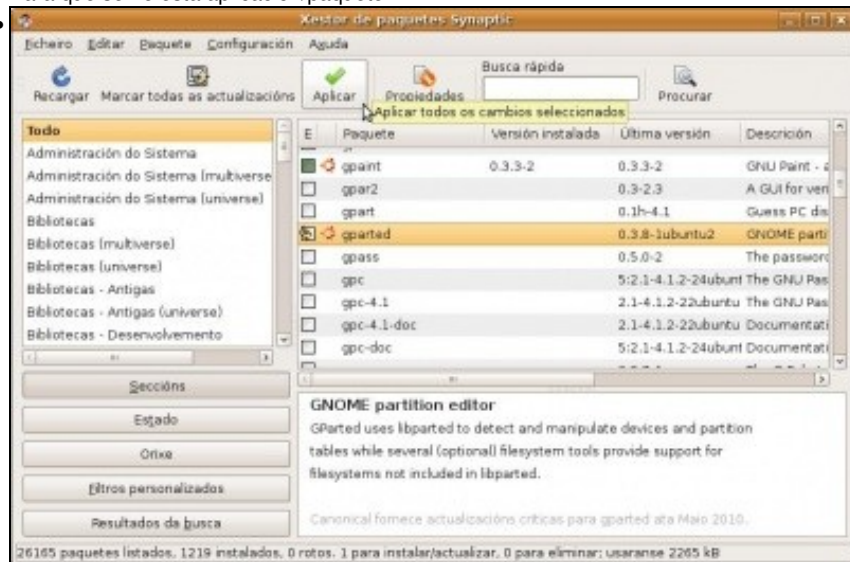 Xestor de paquetes Synaptic
Ficheiro Editar Paquete Configuración Aguda
Recargar Marcar todas as actualizacións Aplicar Propiedades Busca rápida Procurar
Aplicar todos os cambios seleccionados
Todo
Administración do Sistema
Administración do Sistema (multiverse
Administración do Sistema (universe)
Bibliotecas
Bibliotecas (multiverse)
Bibliotecas (universe)
Bibliotecas - Antigas
Bibliotecas - Antigas (universe)
Bibliotecas - Desenvolvemento
Seccións
Estado
Orixe
Filtros personalizados
Resultados da busca
E Paquete Versión instalada Última versión Descrición
gpaint 0.3.3-2 0.3.3-2 GNU Paint - a
gpar2 0.3-2.3 A GUI for veri
gpart 0.1h-4.1 Guess PC dis
gparted 0.3.8-1ubuntu2 GNOME parti
gpass 0.5.0-2 The password
gpc 5:2.1-4.1.2-24ubunt The GNU Pas
gpc-4.1 2.1-4.1.2-22ubuntu The GNU Pas
gpc-4.1-doc 2.1-4.1.2-22ubuntu Documentati
gpc-doc 5:2.1-4.1.2-24ubunt Documentati
GNOME partition editor
GParted uses libparted to detect and manipulate devices and partition
tables while several (optional) filesystem tools provide support for
filesystems not included in libparted.
Canonical fornece actualizacións críticas para gparted ata Maio 2010.
26165 paquetes listados, 1219 instalados, 0 rotos. 1 para instalar/actualizar, 0 para eliminar; usaranse 2265 kB